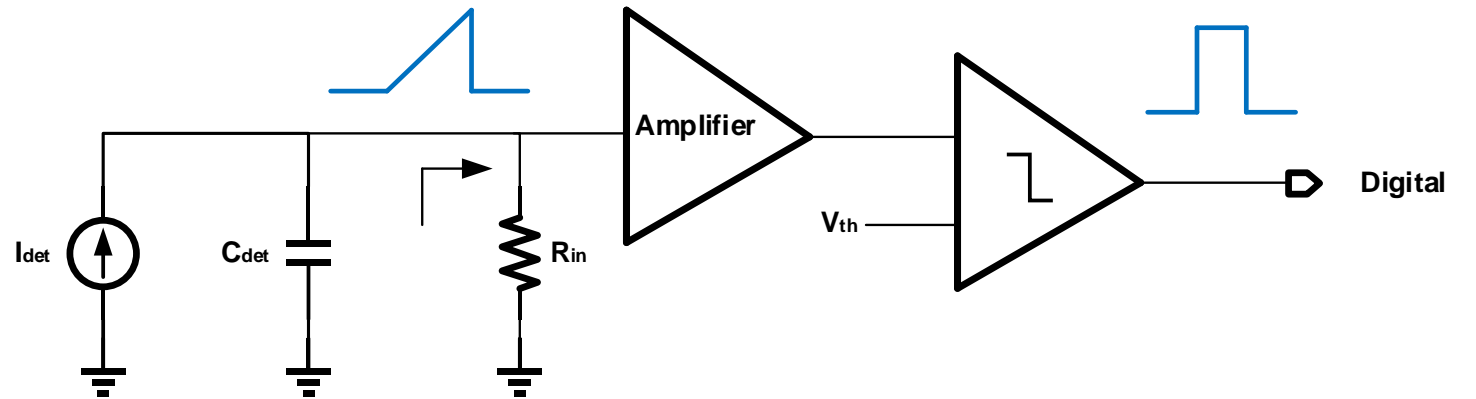 Amplifier
Digital
Vth
Idet
Cdet
Rin